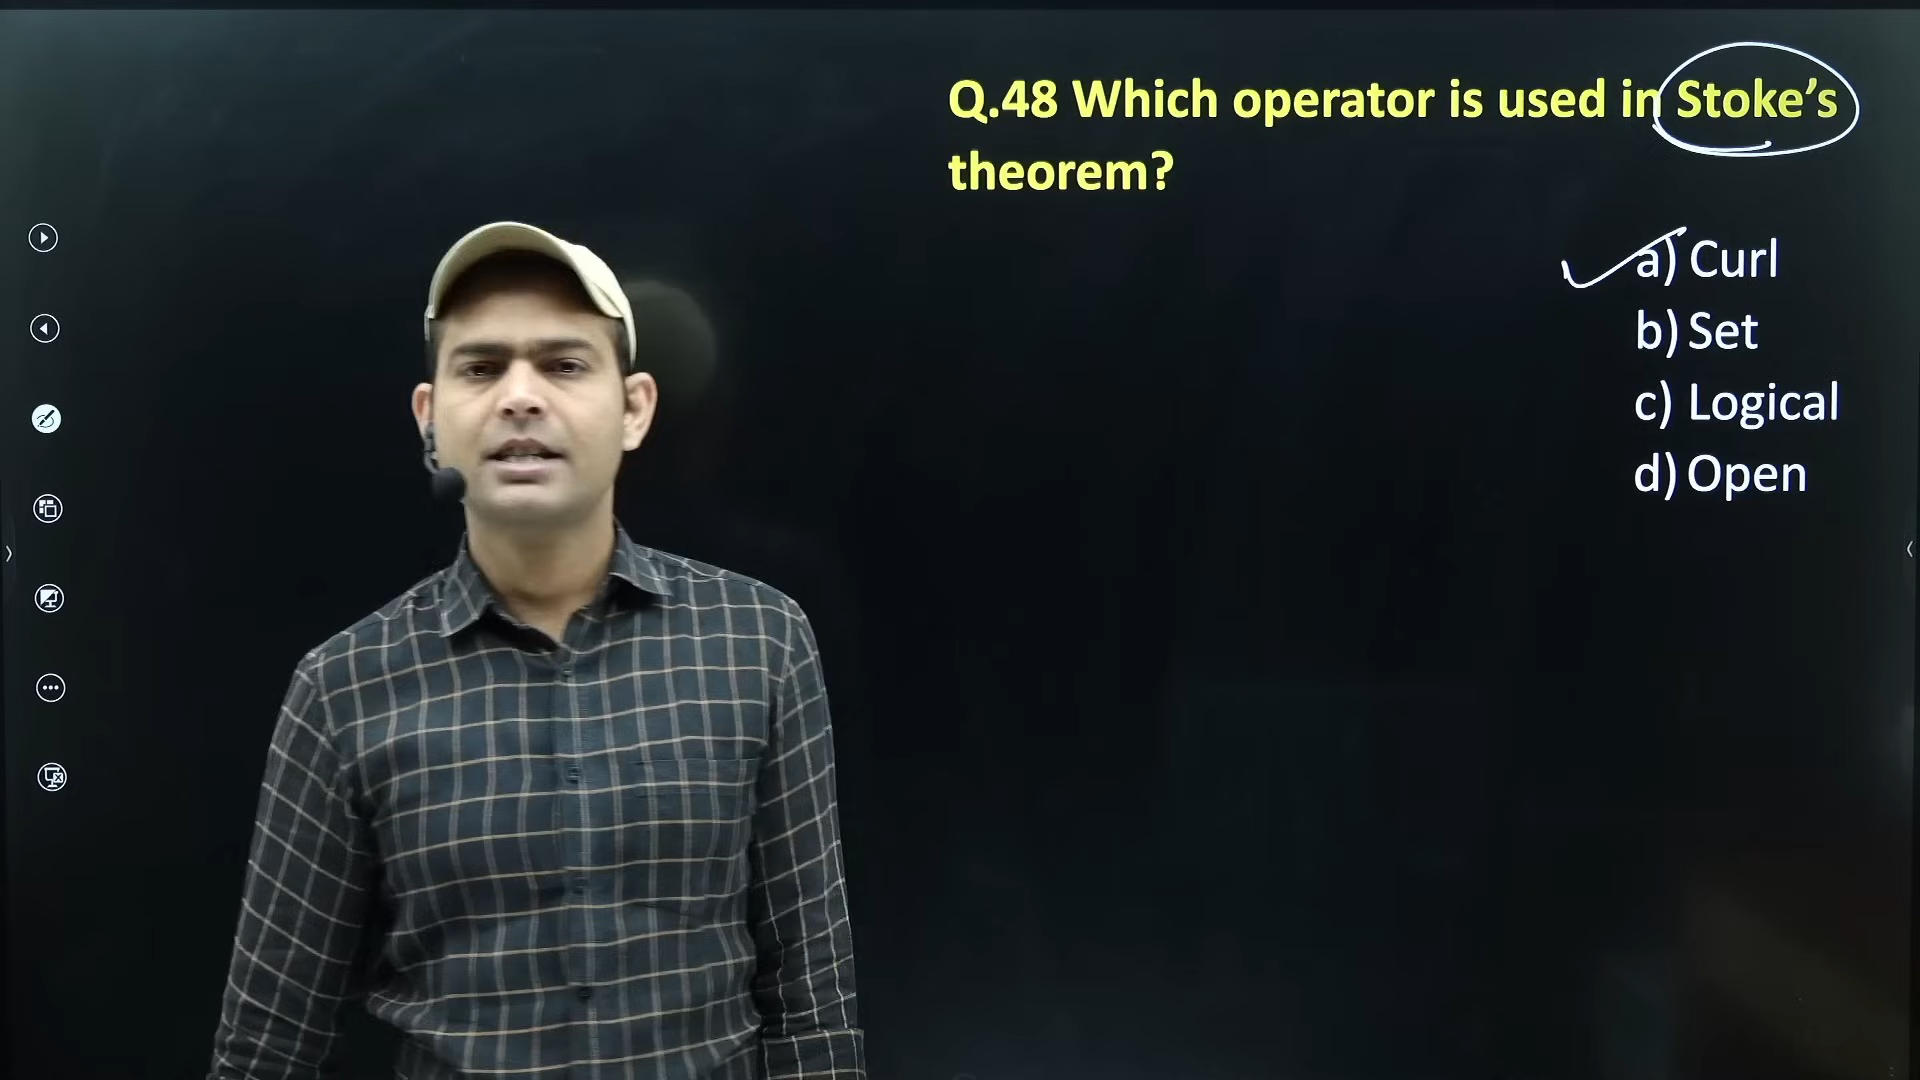 Q.48 Which operator is used in Stoke’s
theorem?
a) Curl
b) Set
c) Logical
d) Open